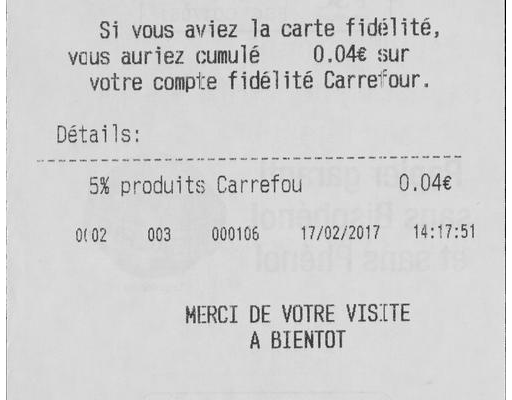 Si vous aviez la carte fidélité,
vous auriez cumulé 0.04€ sur
votre compte fidélité Carrefour.
Détails:
5% produits Carrefou 0.04€
0002 003 000106 17/02/2017 14:17:51
MERCI DE VOTRE VISITE
A BIENTOT